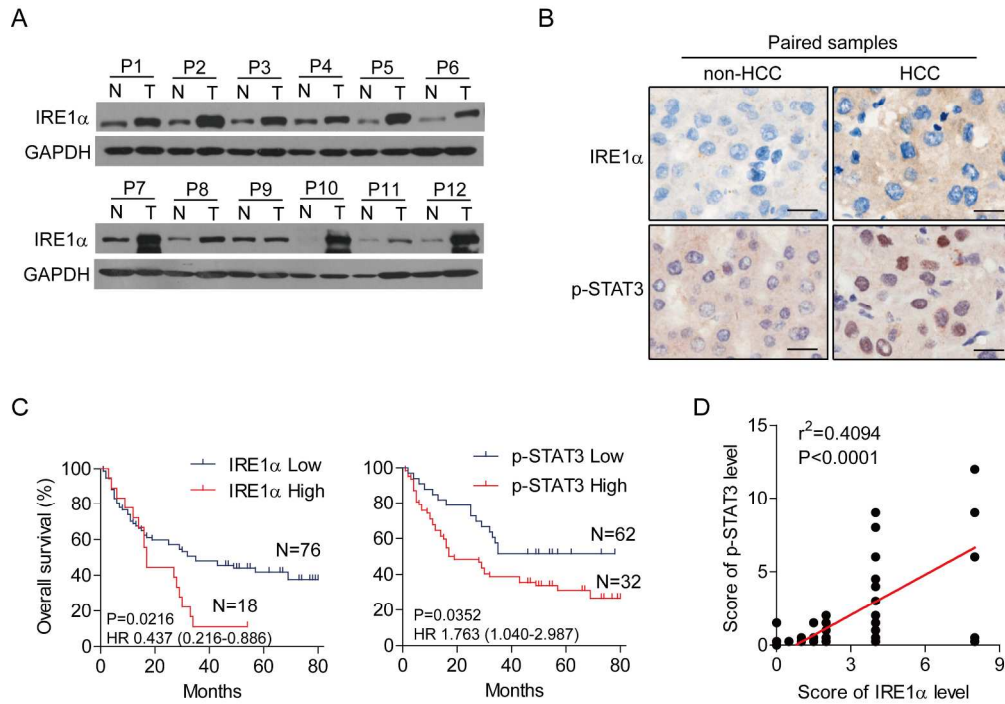 A
P1 P2 P3 P4 P5 P6
N T N T N T N T N T N T
IRE1α
GAPDH
P7 P8 P9 P10 P11 P12
N T N T N T N T N T N T
IRE1α
GAPDH
B
Paired samples
non-HCC HCC
IRE1α
p-STAT3
C
Overall survival (%)
100
80
60
40
20
0
IRE1α Low
IRE1α High
N=76
N=18
P=0.0216
HR 0.437 (0.216-0.886)
0 20 40 60 80
Months
100
80
60
40
20
0
p-STAT3 Low
p-STAT3 High
N=62
N=32
P=0.0352
HR 1.763 (1.040-2.987)
0 20 40 60 80
Months
D
Score of p-STAT3 level
15
10
5
0
r²=0.4094
P<0.0001
0 3 6 9
Score of IRE1α level